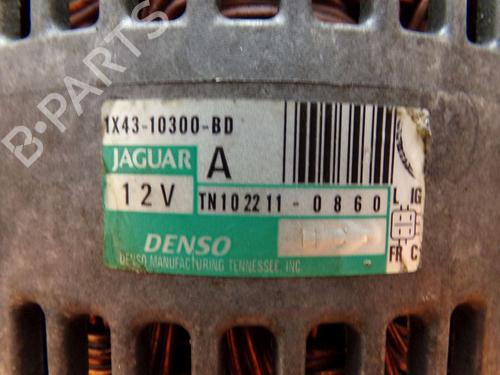 B-PARTS
1X43-10300-BD
JAGUAR A
12V TN102211-0860
L IG
DENSO
FR C
DENSO MANUFACTURING TENNESSEE, INC